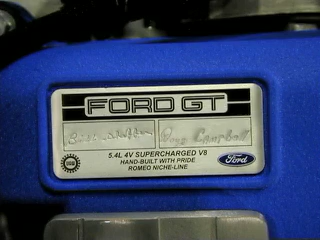 FORD GT
5.4L 4V SUPERCHARGED V8
HAND-BUILT WITH PRIDE
ROMEO NICHE-LINE
Ford